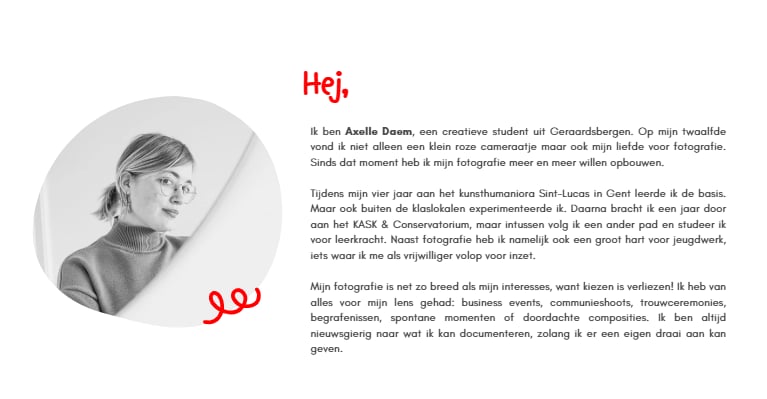 Hej,
Ik ben Axelle Daem, een creatieve student uit Geraardsbergen. Op mijn twaalfde
vond ik niet alleen een klein roze cameraatje maar ook mijn liefde voor fotografie.
Sinds dat moment heb ik mijn fotografie meer en meer willen opbouwen.
Tijdens mijn vier jaar aan het kunsthumaniora Sint-Lucas in Gent leerde ik de basis.
Maar ook buiten de klaslokalen experimenteerde ik. Daarna bracht ik een jaar door
aan het KASK & Conservatorium, maar intussen volg ik een ander pad en studeer ik
voor leerkracht. Naast fotografie heb ik namelijk ook een groot hart voor jeugdwerk,
iets waar ik me als vrijwilliger volop voor inzet.
Mijn fotografie is net zo breed als mijn interesses, want kiezen is verliezen! Ik heb van
alles voor mijn lens gehad: business events, communieshoots, trouwceremonies,
begrafenissen, spontane momenten of doordachte composities. Ik ben altijd
nieuwsgierig naar wat ik kan documenteren, zolang ik er een eigen draai aan kan
geven.